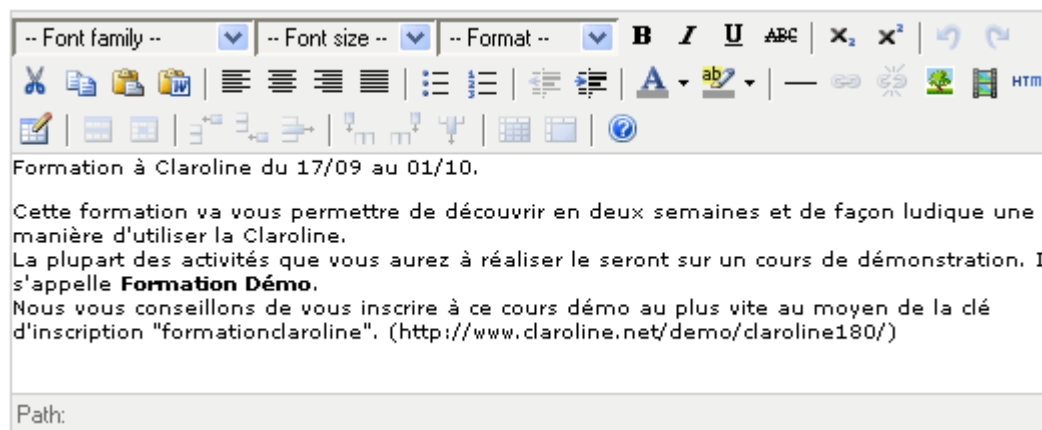 -- Font family -- -- Font size -- -- Format -- B I U ABC X₂ X²
A ab HTM
Formation à Claroline du 17/09 au 01/10.
Cette formation va vous permettre de découvrir en deux semaines et de façon ludique une
manière d'utiliser la Claroline.
La plupart des activités que vous aurez à réaliser le seront sur un cours de démonstration. I
s'appelle Formation Démo.
Nous vous conseillons de vous inscrire à ce cours démo au plus vite au moyen de la clé
d'inscription "formationclaroline". (http://www.claroline.net/demo/claroline180/)
Path: